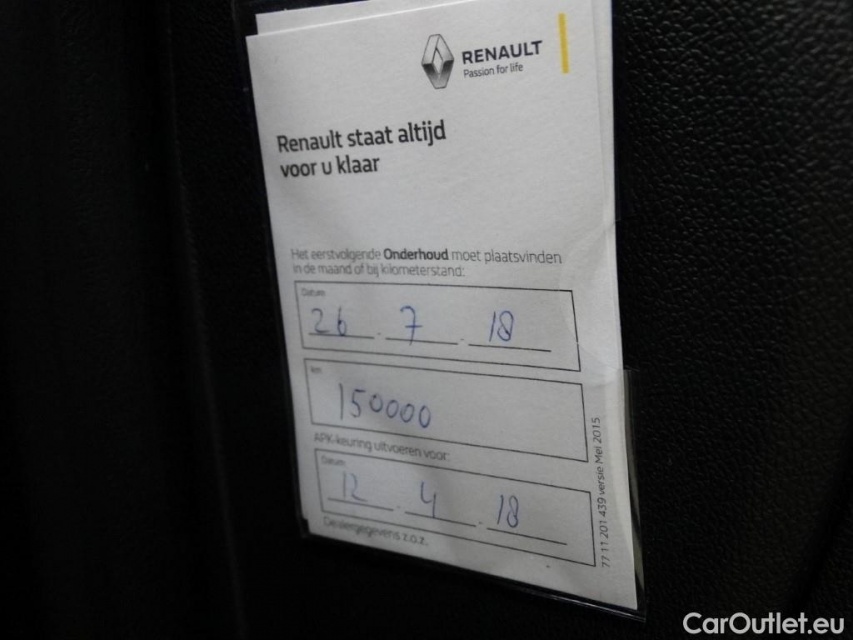 RENAULT
Passion for life
Renault staat altijd
voor u klaar
Het eerstvolgende Onderhoud moet plaatsvinden
in de maand of bij kilometerstand:
Datum
26 . 7 . 18
km
150000
APK-keuring uitvoeren voor:
Datum
12 . 4 . 18
Dealergegevens z.o.z.
77 11 201 439 versie Mei 2015
CarOutlet.eu